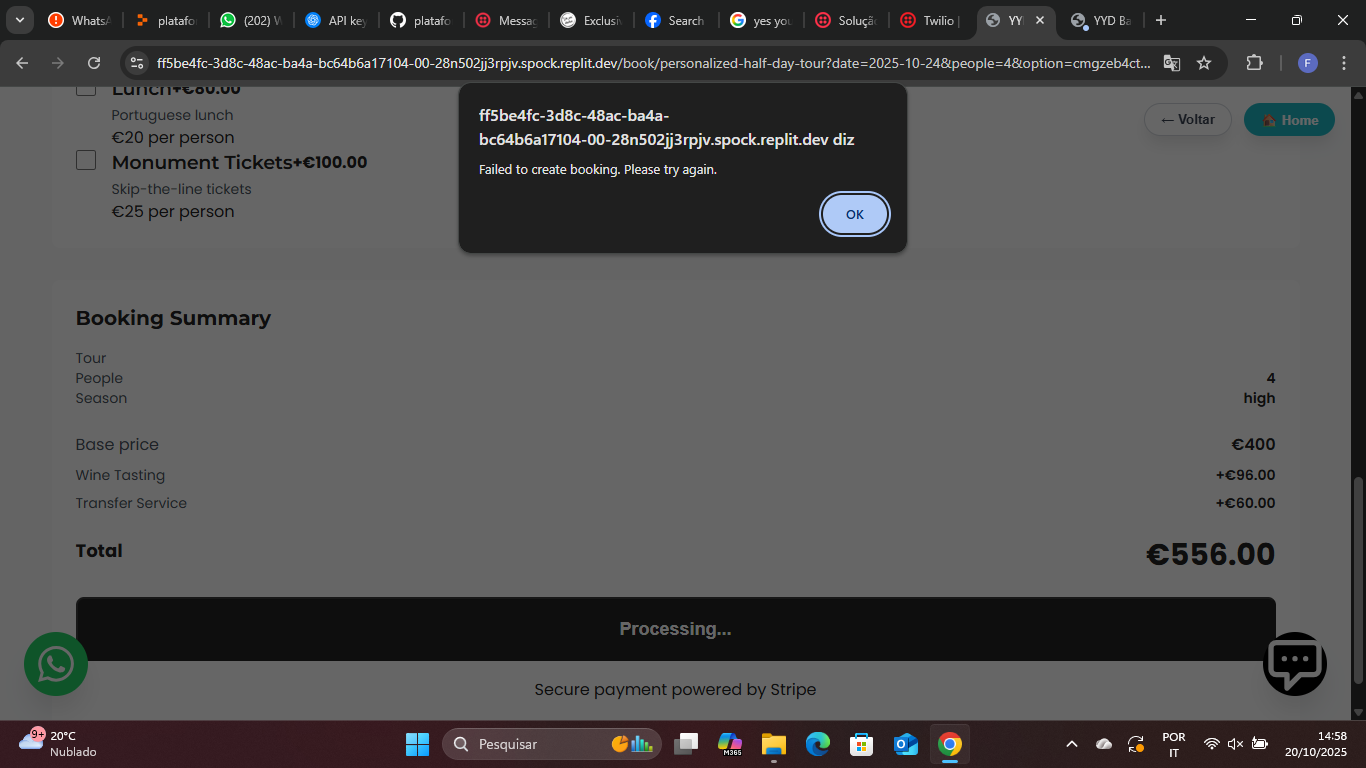 WhatsA
platafo
(202) W
API key
platafo
Messag
Exclusiv
Search
yes you
Soluçã
Twilio |
YY
YYD Ba
ff5be4fc-3d8c-48ac-ba4a-bc64b6a17104-00-28n502jj3rpjv.spock.replit.dev/book/personalized-half-day-tour?date=2025-10-24&people=4&option=cmgzeb4ct...
F
Lunch+€80.00
Portuguese lunch
€20 per person
Monument Tickets+€100.00
Skip-the-line tickets
€25 per person
← Voltar
Home
ff5be4fc-3d8c-48ac-ba4a-
bc64b6a17104-00-28n502jj3rpjv.spock.replit.dev diz
Failed to create booking. Please try again.
OK
Booking Summary
Tour
People 4
Season high
Base price €400
Wine Tasting +€96.00
Transfer Service +€60.00
Total €556.00
Processing...
Secure payment powered by Stripe
9+
20°C
Nublado
Pesquisar
M365
POR
IT
14:58
20/10/2025